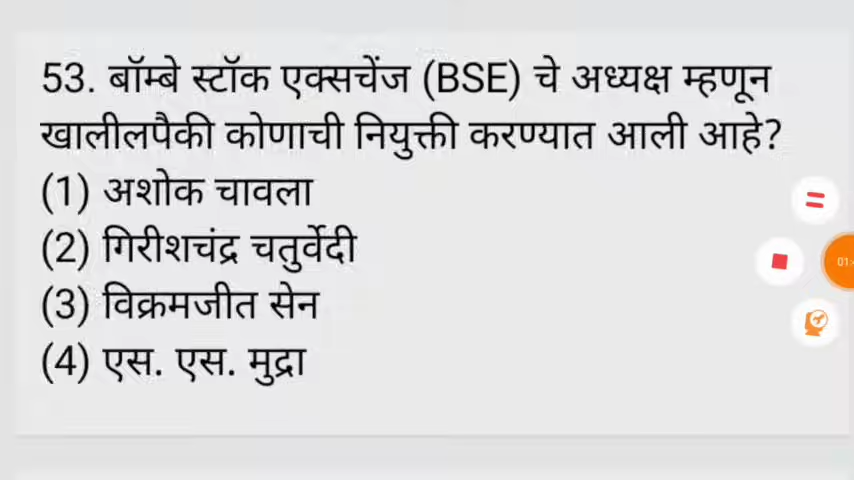 53. बॉम्बे स्टॉक एक्सचेंज (BSE) चे अध्यक्ष म्हणून
खालीलपैकी कोणाची नियुक्ती करण्यात आली आहे?
(1) अशोक चावला
(2) गिरीशचंद्र चतुर्वेदी
(3) विक्रमजीत सेन
(4) एस. एस. मुद्रा